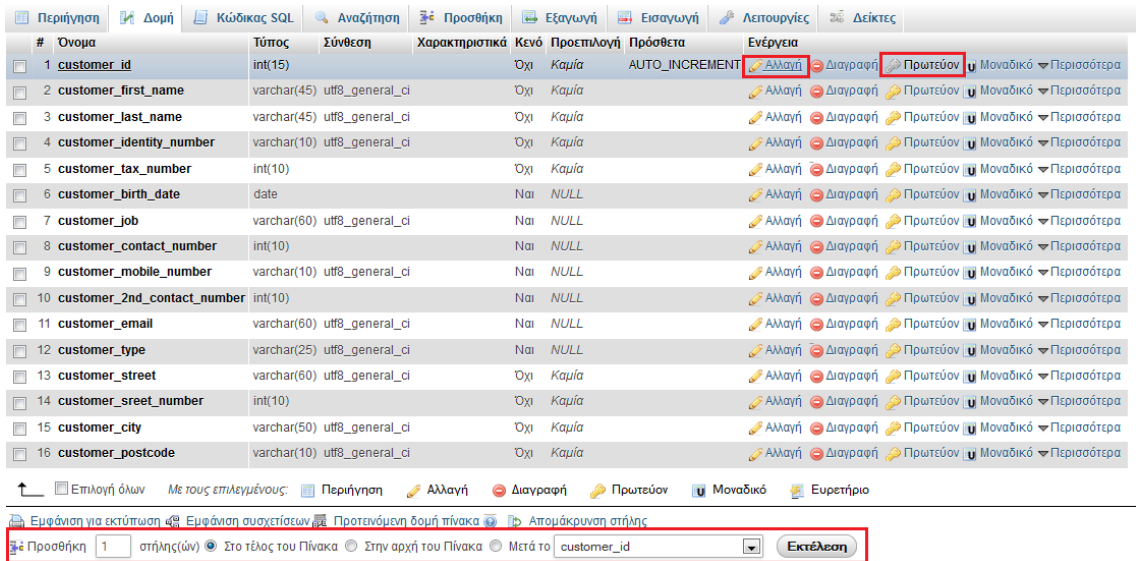 Περιήγηση Δομή Κώδικας SQL Αναζήτηση Προσθήκη Εξαγωγή Εισαγωγή Λειτουργίες Δείκτες
# Όνομα Τύπος Σύνθεση Χαρακτηριστικά Κενό Προεπιλογή Πρόσθετα Ενέργεια
1 customer_id int(15) Όχι Καμία AUTO_INCREMENT Αλλαγή Διαγραφή Πρωτεύον U Μοναδικό Περισσότερα
2 customer_first_name varchar(45) utf8_general_ci Όχι Καμία Αλλαγή Διαγραφή Πρωτεύον U Μοναδικό Περισσότερα
3 customer_last_name varchar(45) utf8_general_ci Όχι Καμία Αλλαγή Διαγραφή Πρωτεύον U Μοναδικό Περισσότερα
4 customer_identity_number varchar(10) utf8_general_ci Όχι Καμία Αλλαγή Διαγραφή Πρωτεύον U Μοναδικό Περισσότερα
5 customer_tax_number int(10) Όχι Καμία Αλλαγή Διαγραφή Πρωτεύον U Μοναδικό Περισσότερα
6 customer_birth_date date Ναι NULL Αλλαγή Διαγραφή Πρωτεύον U Μοναδικό Περισσότερα
7 customer_job varchar(60) utf8_general_ci Ναι NULL Αλλαγή Διαγραφή Πρωτεύον U Μοναδικό Περισσότερα
8 customer_contact_number int(10) Ναι NULL Αλλαγή Διαγραφή Πρωτεύον U Μοναδικό Περισσότερα
9 customer_mobile_number varchar(10) utf8_general_ci Ναι NULL Αλλαγή Διαγραφή Πρωτεύον U Μοναδικό Περισσότερα
10 customer_2nd_contact_number int(10) Ναι NULL Αλλαγή Διαγραφή Πρωτεύον U Μοναδικό Περισσότερα
11 customer_email varchar(60) utf8_general_ci Ναι NULL Αλλαγή Διαγραφή Πρωτεύον U Μοναδικό Περισσότερα
12 customer_type varchar(25) utf8_general_ci Ναι NULL Αλλαγή Διαγραφή Πρωτεύον U Μοναδικό Περισσότερα
13 customer_street varchar(60) utf8_general_ci Όχι Καμία Αλλαγή Διαγραφή Πρωτεύον U Μοναδικό Περισσότερα
14 customer_sreet_number int(10) Όχι Καμία Αλλαγή Διαγραφή Πρωτεύον U Μοναδικό Περισσότερα
15 customer_city varchar(50) utf8_general_ci Όχι Καμία Αλλαγή Διαγραφή Πρωτεύον U Μοναδικό Περισσότερα
16 customer_postcode varchar(10) utf8_general_ci Όχι Καμία Αλλαγή Διαγραφή Πρωτεύον U Μοναδικό Περισσότερα
Επιλογή όλων Με τους επιλεγμένους: Περιήγηση Αλλαγή Διαγραφή Πρωτεύον U Μοναδικό Ευρετήριο
Εμφάνιση για εκτύπωση Εμφάνιση συσχετίσεων Προτεινόμενη δομή πίνακα Απομάκρυνση στήλης
Προσθήκη 1 στήλης(ών) Στο τέλος του Πίνακα Στην αρχή του Πίνακα Μετά το customer_id Εκτέλεση